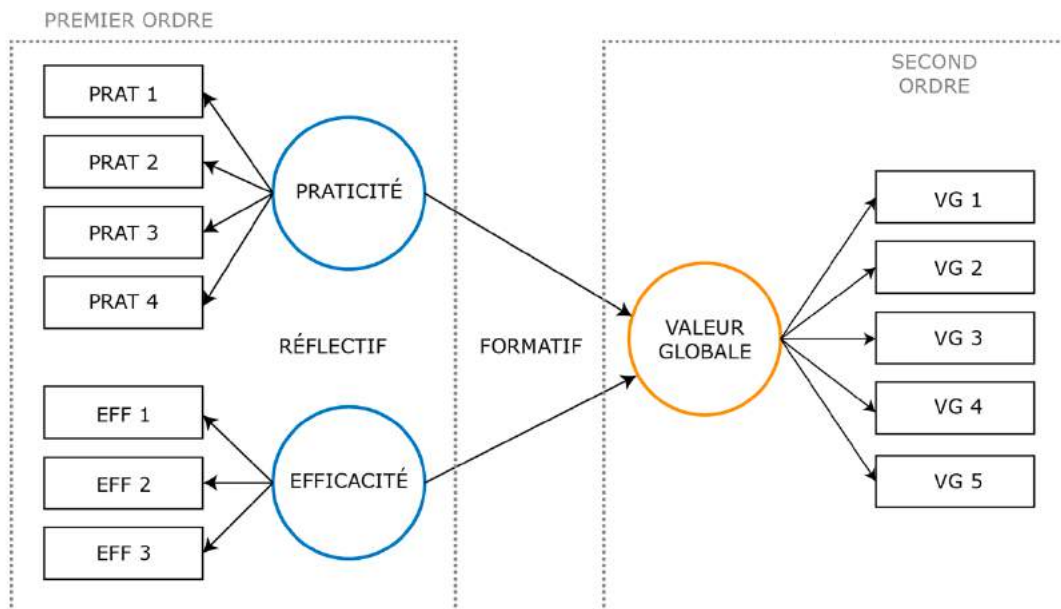 PREMIER ORDRE
SECOND
ORDRE
PRAT 1
PRAT 2
PRAT 3
PRAT 4
PRATICITÉ
RÉFLECTIF
FORMATIF
EFF 1
EFF 2
EFF 3
EFFICACITÉ
VALEUR
GLOBALE
VG 1
VG 2
VG 3
VG 4
VG 5